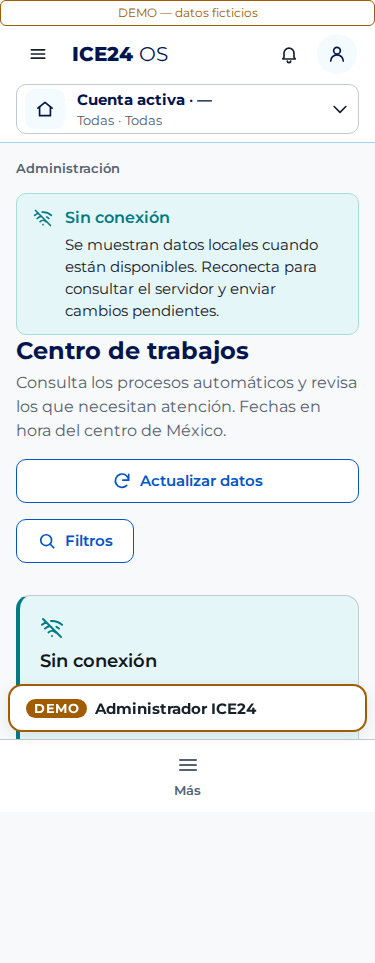 DEMO — datos ficticios
ICE24 OS
Cuenta activa · —
Todas · Todas
Administración
Sin conexión
Se muestran datos locales cuando
están disponibles. Reconecta para
consultar el servidor y enviar
cambios pendientes.
Centro de trabajos
Consulta los procesos automáticos y revisa
los que necesitan atención. Fechas en
hora del centro de México.
Actualizar datos
Filtros
Sin conexión
DEMO Administrador ICE24
Más